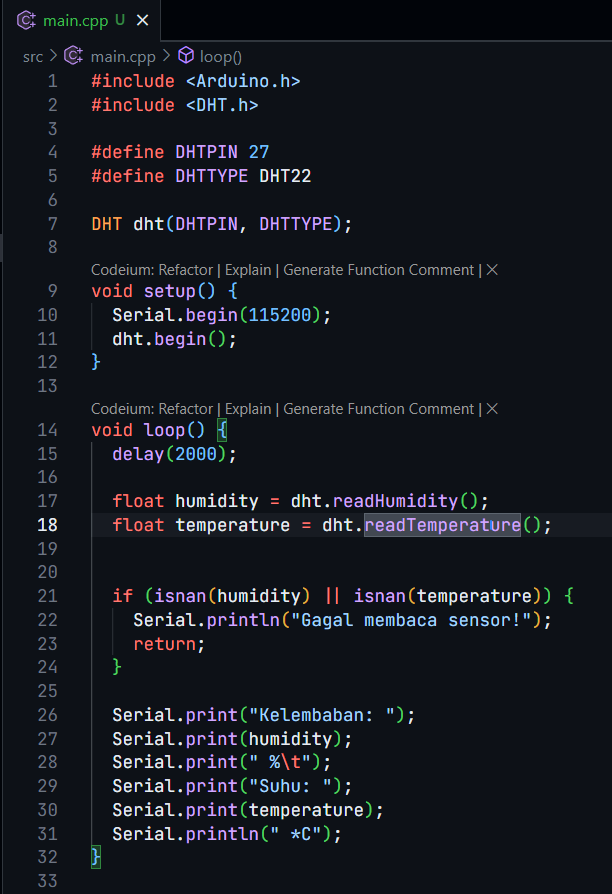 main.cpp U
src > main.cpp > loop()
1 #include <Arduino.h>
2 #include <DHT.h>
3
4 #define DHTPIN 27
5 #define DHTTYPE DHT22
6
7 DHT dht(DHTPIN, DHTTYPE);
8
Codeium: Refactor | Explain | Generate Function Comment | ×
9 void setup() {
10   Serial.begin(115200);
11   dht.begin();
12 }
13
Codeium: Refactor | Explain | Generate Function Comment | ×
14 void loop() {
15   delay(2000);
16
17   float humidity = dht.readHumidity();
18   float temperature = dht.readTemperature();
19
20
21   if (isnan(humidity) || isnan(temperature)) {
22     Serial.println("Gagal membaca sensor!");
23     return;
24   }
25
26   Serial.print("Kelembaban: ");
27   Serial.print(humidity);
28   Serial.print(" %\t");
29   Serial.print("Suhu: ");
30   Serial.print(temperature);
31   Serial.println(" *C");
32 }
33